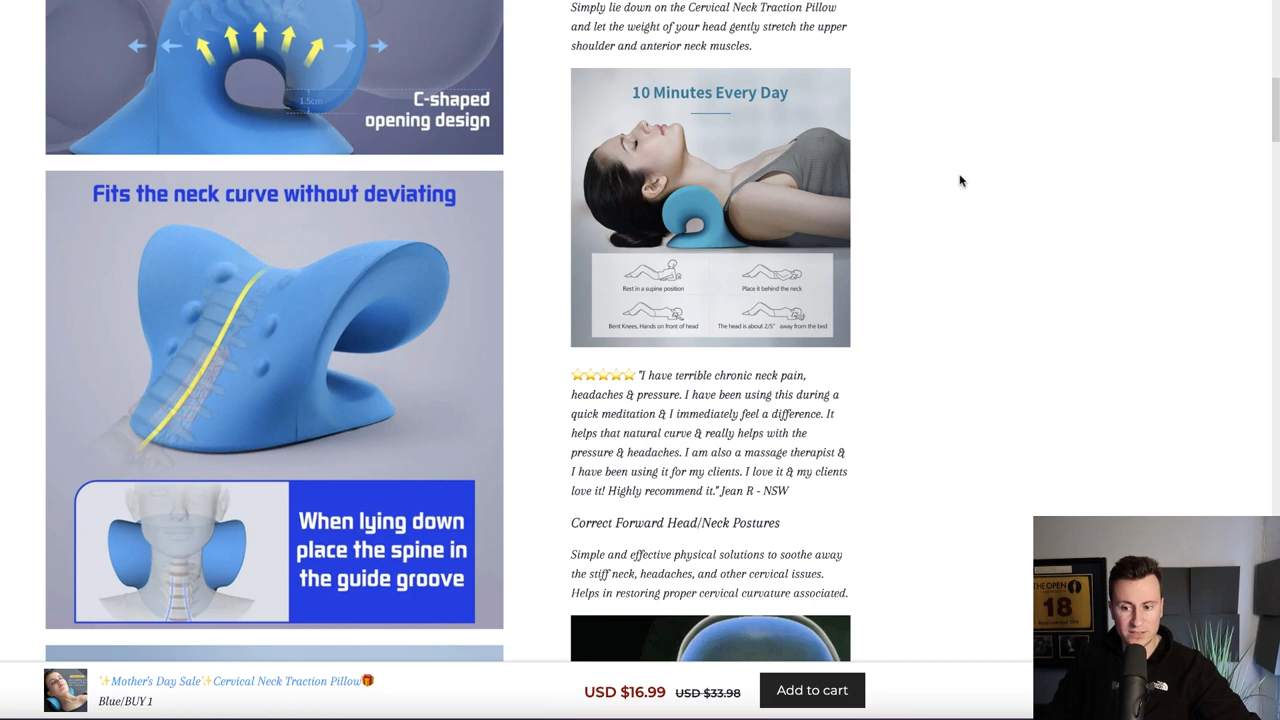 1.5cm
C-shaped
opening design
Fits the neck curve without deviating
When lying down
place the spine in
the guide groove
Simply lie down on the Cervical Neck Traction Pillow
and let the weight of your head gently stretch the upper
shoulder and anterior neck muscles.
10 Minutes Every Day
Rest in a supine position
Place it behind the neck
Bent Knees, Hands on front of head
The head is about 2/5" away from the bed
⭐⭐⭐⭐⭐ "I have terrible chronic neck pain,
headaches & pressure. I have been using this during a
quick meditation & I immediately feel a difference. It
helps that natural curve & really helps with the
pressure & headaches. I am also a massage therapist &
I have been using it for my clients. I love it & my clients
love it! Highly recommend it." Jean R - NSW
Correct Forward Head/Neck Postures
Simple and effective physical solutions to soothe away
the stiff neck, headaches, and other cervical issues.
Helps in restoring proper cervical curvature associated.
✨Mother's Day Sale✨Cervical Neck Traction Pillow🎁
Blue/BUY 1
USD $16.99 USD $33.98 Add to cart
THE OPEN
18